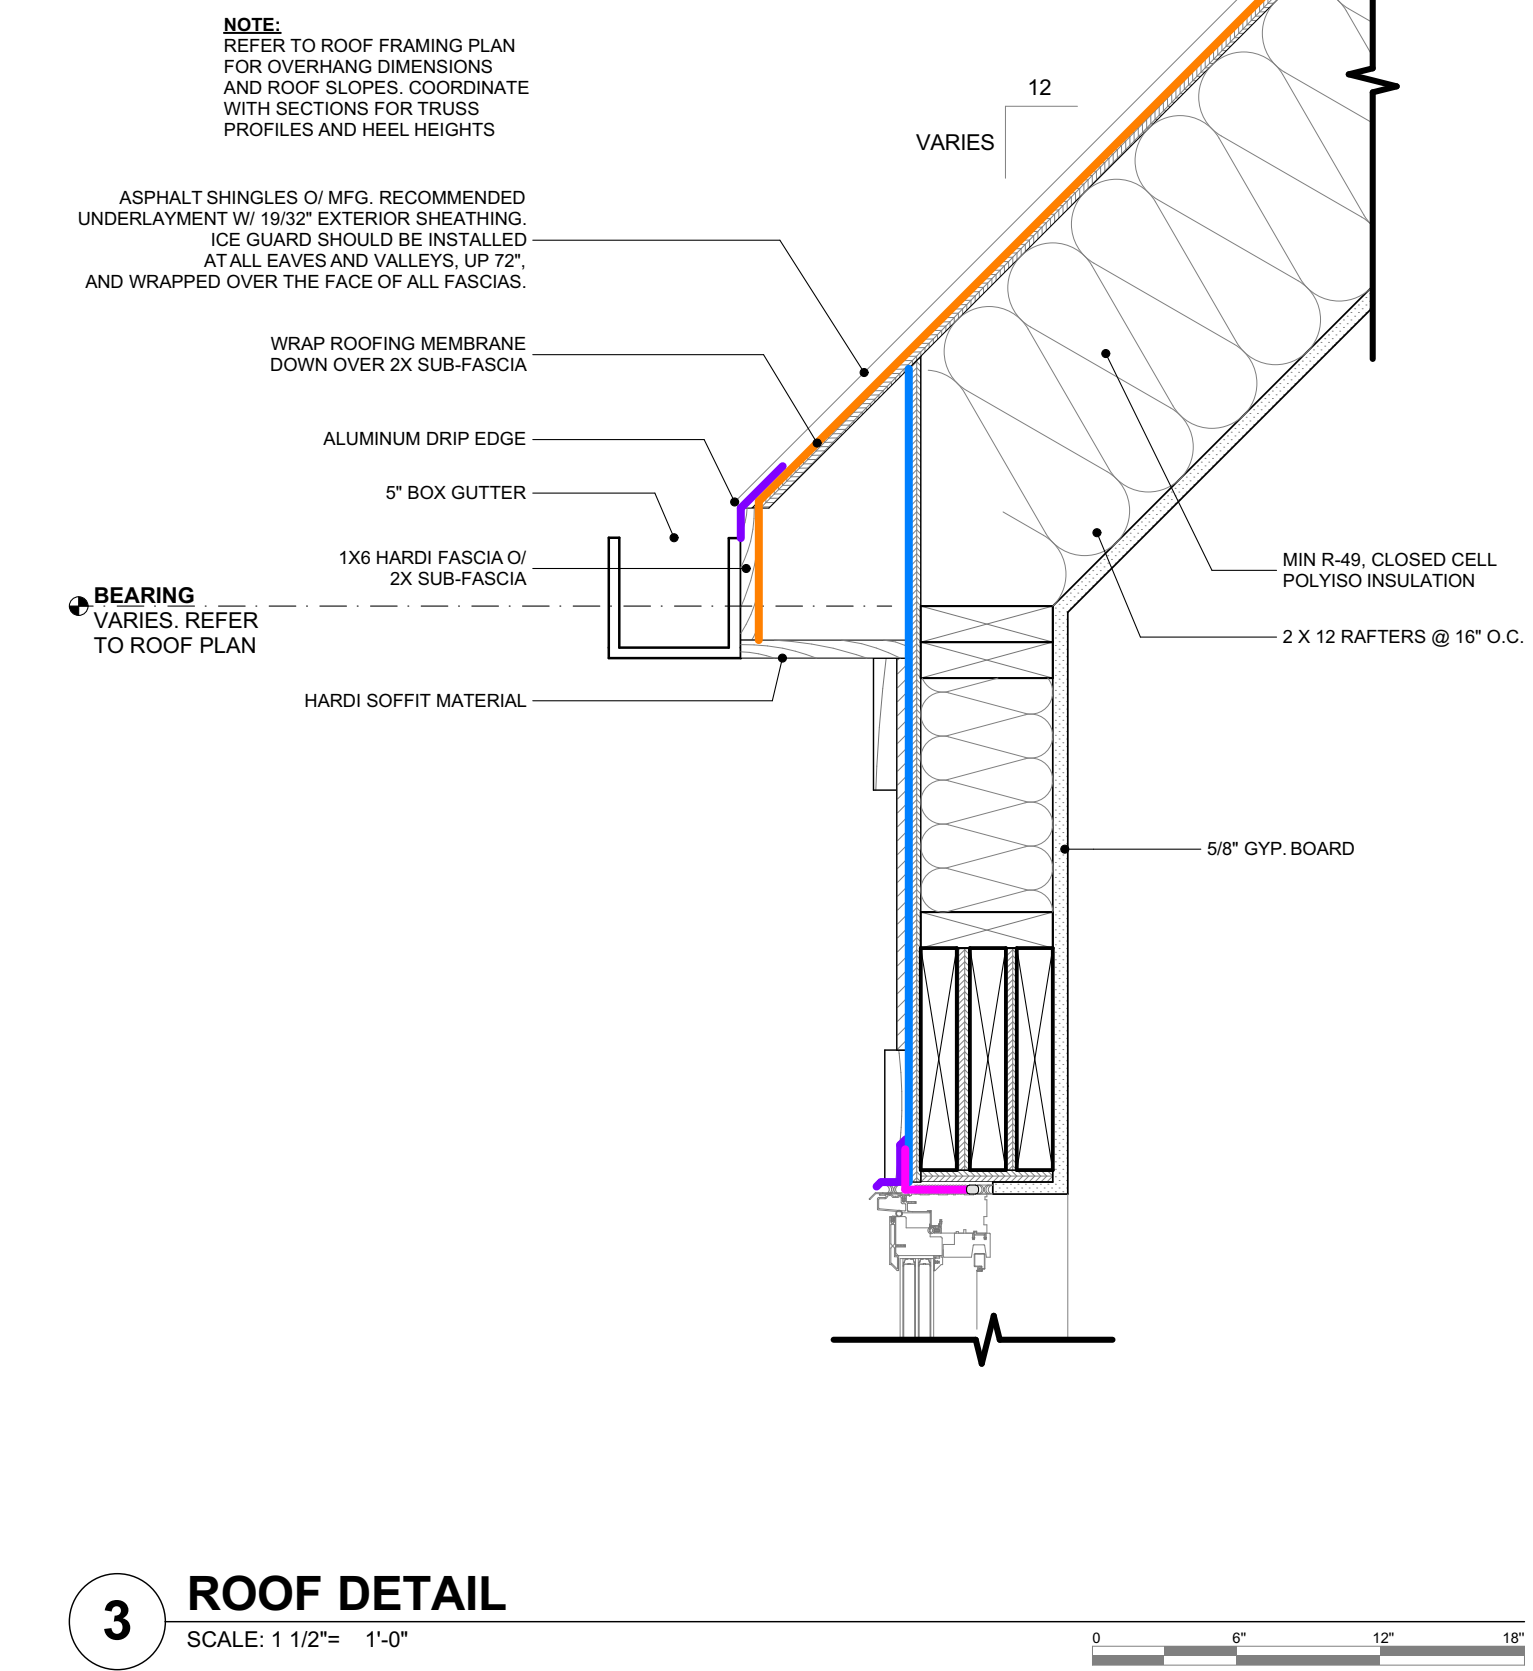 NOTE:
REFER TO ROOF FRAMING PLAN
FOR OVERHANG DIMENSIONS
AND ROOF SLOPES. COORDINATE
WITH SECTIONS FOR TRUSS
PROFILES AND HEEL HEIGHTS
12
VARIES
ASPHALT SHINGLES O/ MFG. RECOMMENDED
UNDERLAYMENT W/ 19/32" EXTERIOR SHEATHING.
ICE GUARD SHOULD BE INSTALLED
AT ALL EAVES AND VALLEYS, UP 72",
AND WRAPPED OVER THE FACE OF ALL FASCIAS.
WRAP ROOFING MEMBRANE
DOWN OVER 2X SUB-FASCIA
ALUMINUM DRIP EDGE
5" BOX GUTTER
1X6 HARDI FASCIA O/
2X SUB-FASCIA
BEARING
VARIES. REFER
TO ROOF PLAN
HARDI SOFFIT MATERIAL
MIN R-49, CLOSED CELL
POLYISO INSULATION
2 X 12 RAFTERS @ 16" O.C.
5/8" GYP. BOARD
3
ROOF DETAIL
SCALE: 1 1/2"= 1'-0"
0 6" 12" 18"